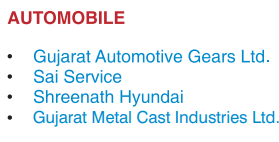 AUTOMOBILE
• Gujarat Automotive Gears Ltd.
• Sai Service
• Shreenath Hyundai
• Gujarat Metal Cast Industries Ltd.